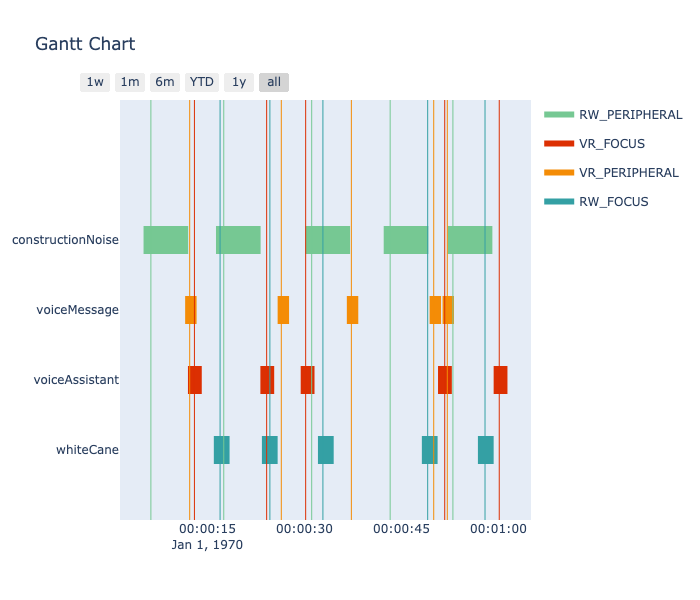 Gantt Chart
1w 1m 6m YTD 1y all
RW_PERIPHERAL
VR_FOCUS
VR_PERIPHERAL
RW_FOCUS
constructionNoise
voiceMessage
voiceAssistant
whiteCane
00:00:15 00:00:30 00:00:45 00:01:00
Jan 1, 1970